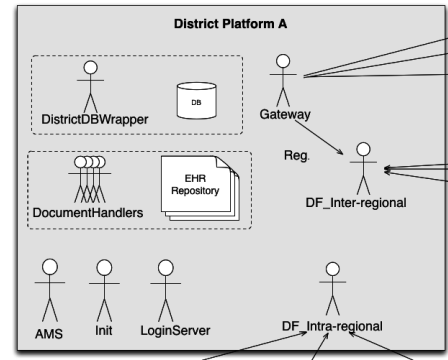 District Platform A
DistrictDBWrapper
DB
Gateway
Reg.
DocumentHandlers
EHR
Repository
DF_Inter-regional
AMS
Init
LoginServer
DF_Intra-regional